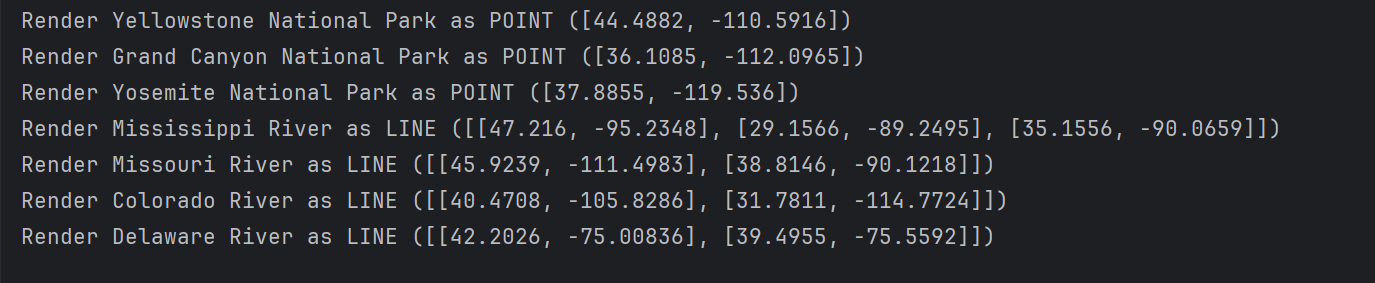 Render Yellowstone National Park as POINT ([44.4882, -110.5916])
Render Grand Canyon National Park as POINT ([36.1085, -112.0965])
Render Yosemite National Park as POINT ([37.8855, -119.536])
Render Mississippi River as LINE ([[47.216, -95.2348], [29.1566, -89.2495], [35.1556, -90.0659]])
Render Missouri River as LINE ([[45.9239, -111.4983], [38.8146, -90.1218]])
Render Colorado River as LINE ([[40.4708, -105.8286], [31.7811, -114.7724]])
Render Delaware River as LINE ([[42.2026, -75.00836], [39.4955, -75.5592]])